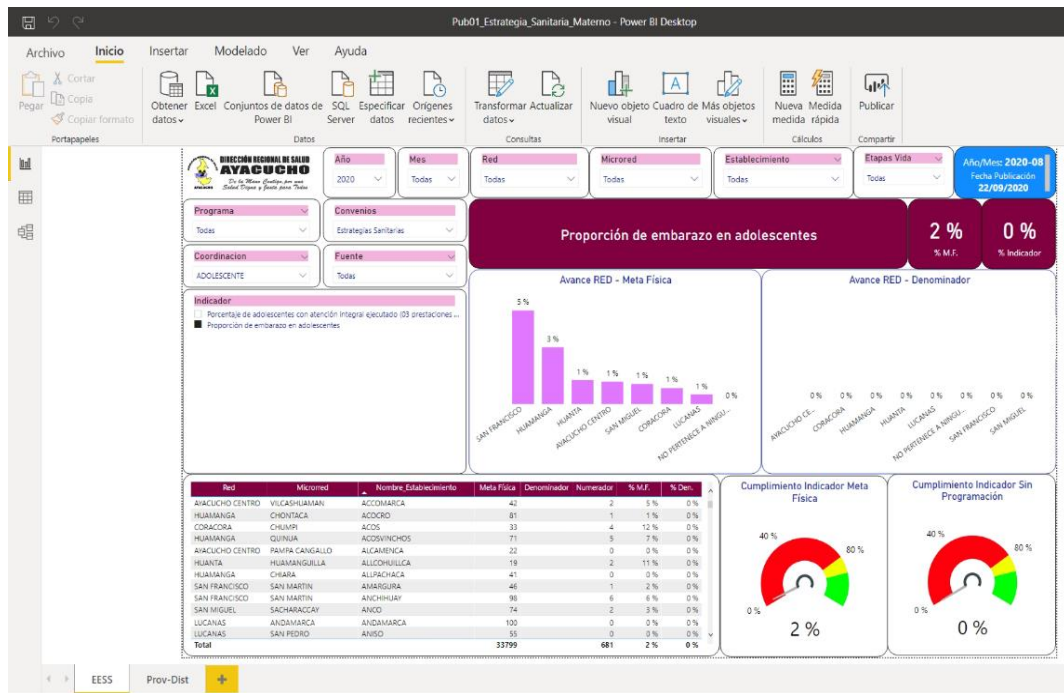 Pub01_Estrategia_Sanitaria_Materno - Power BI Desktop
Archivo Inicio Insertar Modelado Ver Ayuda
Pegar
Cortar
Copia
Copiar formato
Portapapeles
Obtener datos
Excel
Conjuntos de datos de Power BI
SQL Server
Especificar datos
Orígenes recientes
Datos
Transformar datos
Actualizar
Consultas
Nuevo objeto visual
Cuadro de texto
Más objetos visuales
Insertar
Nueva medida
Medida rápida
Cálculos
Publicar
Compartir
DIRECCIÓN REGIONAL DE SALUD
AYACUCHO
De la Mano Contigo por una
Salud Digna y Justa para Todos
Año
2020
Mes
Todas
Red
Todas
Microred
Todas
Establecimiento
Todas
Etapas Vida
Todas
Año/Mes: 2020-08
Fecha Publicación
22/09/2020
Programa
Todas
Convenios
Estrategias Sanitarias
Coordinacion
ADOLESCENTE
Fuente
Todas
Proporción de embarazo en adolescentes
2 %
% M.F.
0 %
% Indicador
Indicador
Porcentaje de adolescentes con atención integral ejecutado (03 prestaciones ...
Proporción de embarazo en adolescentes
Avance RED - Meta Física
5 %
3 %
1 %
1 %
1 %
1 %
1 %
0 %
SAN FRANCISCO
HUAMANGA
HUANTA
AYACUCHO CENTRO
SAN MIGUEL
CORACORA
LUCANAS
NO PERTENECE A NINGU...
Avance RED - Denominador
0 % 0 % 0 % 0 % 0 % 0 % 0 % 0 %
AYACUCHO CE...
CORACORA
HUAMANGA
HUANTA
LUCANAS
NO PERTENECE A NINGU...
SAN FRANCISCO
SAN MIGUEL
Red Microred Nombre_Establecimiento Meta Física Denominador Numerador % M.F. % Den.
AYACUCHO CENTRO VILCASHUAMAN ACCOMARCA 42 2 5 % 0 %
HUAMANGA CHONTACA ACOCRO 81 1 1 % 0 %
CORACORA CHUMPI ACOS 33 4 12 % 0 %
HUAMANGA QUINUA ACOSVINCHOS 71 5 7 % 0 %
AYACUCHO CENTRO PAMPA CANGALLO ALCAMENCA 22 0 0 % 0 %
HUANTA HUAMANGUILLA ALLCOHUILLCA 19 2 11 % 0 %
HUAMANGA CHIARA ALLPACHACA 41 0 0 % 0 %
SAN FRANCISCO SAN MARTIN AMARGURA 46 1 2 % 0 %
SAN FRANCISCO SAN MARTIN ANCHIHUAY 98 6 6 % 0 %
SAN MIGUEL SACHARACCAY ANCO 74 2 3 % 0 %
LUCANAS ANDAMARCA ANDAMARCA 100 0 0 % 0 %
LUCANAS SAN PEDRO ANISO 55 0 0 % 0 %
Total 33799 681 2 % 0 %
Cumplimiento Indicador Meta
Física
40 %
80 %
0 %
2 %
Cumplimiento Indicador Sin
Programación
40 %
80 %
0 %
0 %
EESS Prov-Dist